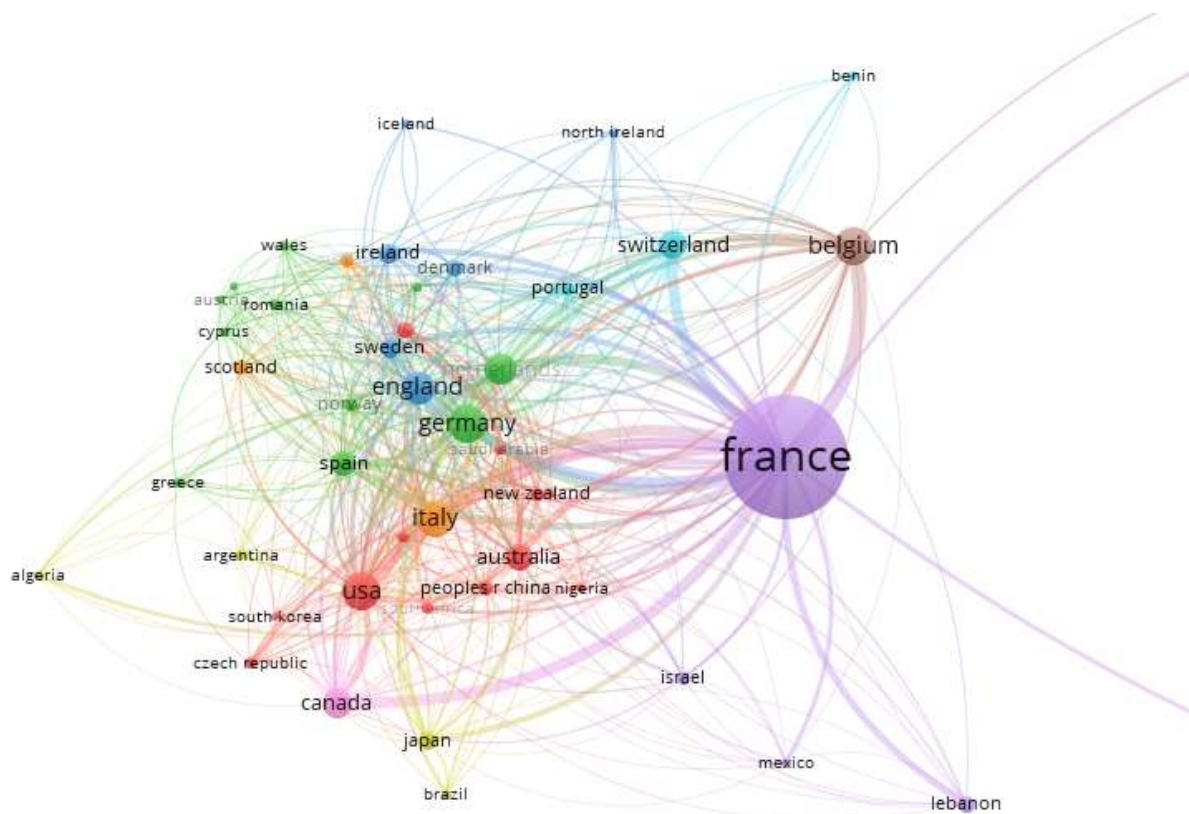 benin
iceland
north ireland
wales
ireland
switzerland
belgium
denmark
portugal
austria
romania
cyprus
sweden
scotland
netherlands
england
norway
germany
saudi arabia
france
spain
greece
new zealand
italy
argentina
australia
algeria
usa
peoples r china
nigeria
south africa
south korea
czech republic
israel
canada
japan
mexico
brazil
lebanon